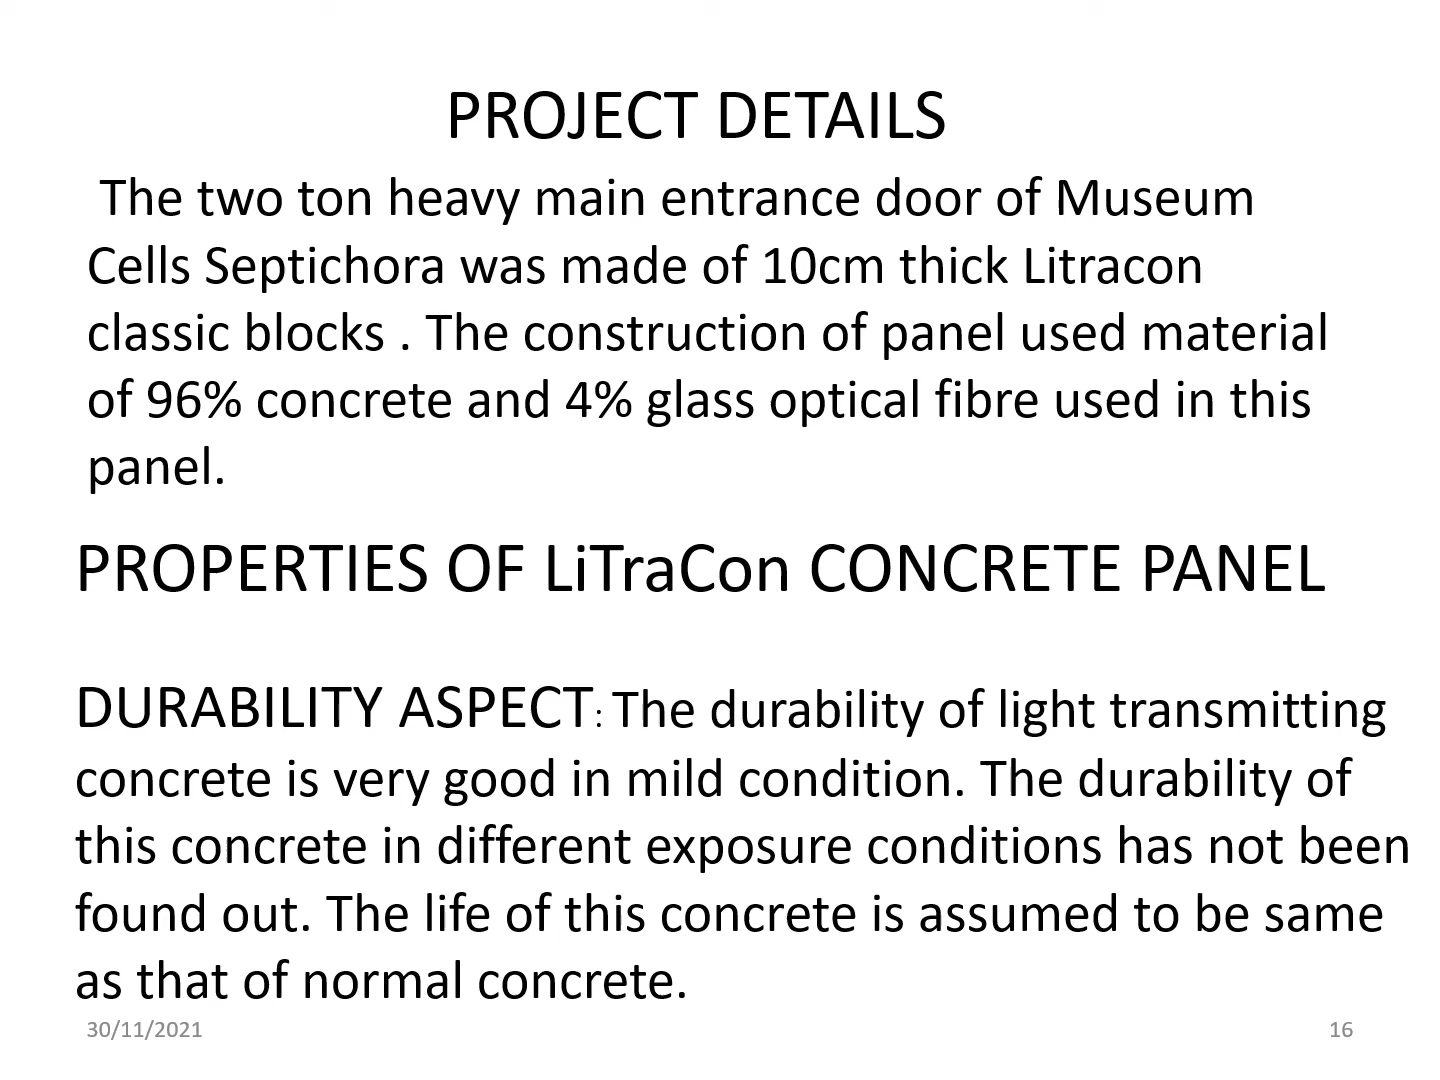 PROJECT DETAILS
The two ton heavy main entrance door of Museum
Cells Septichora was made of 10cm thick Litracon
classic blocks . The construction of panel used material
of 96% concrete and 4% glass optical fibre used in this
panel.
PROPERTIES OF LiTraCon CONCRETE PANEL
DURABILITY ASPECT: The durability of light transmitting
concrete is very good in mild condition. The durability of
this concrete in different exposure conditions has not been
found out. The life of this concrete is assumed to be same
as that of normal concrete.
30/11/2021
16